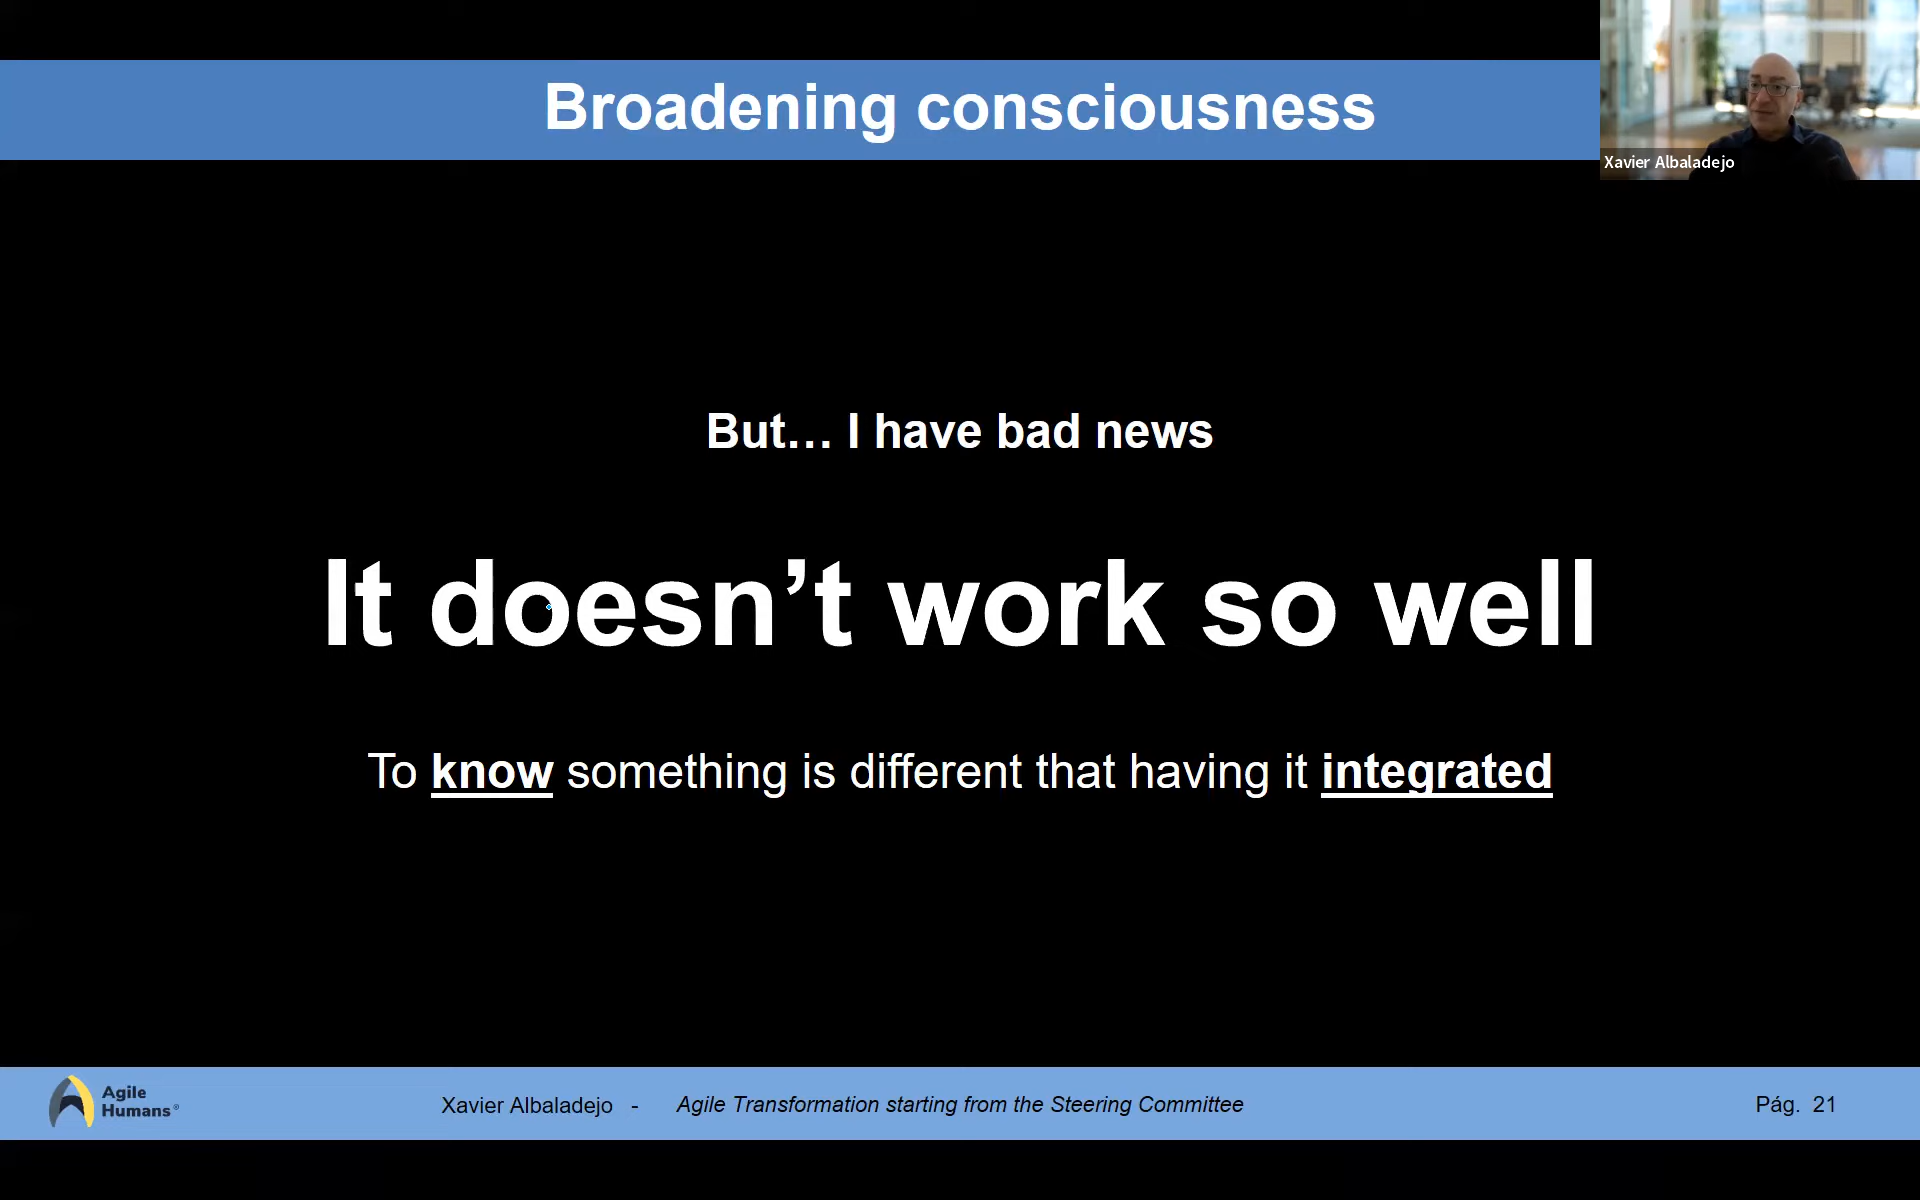 Broadening consciousness
Xavier Albaladejo
But… I have bad news
It doesn’t work so well
To know something is different that having it integrated
Agile
Humans®
Xavier Albaladejo - Agile Transformation starting from the Steering Committee
Pág. 21